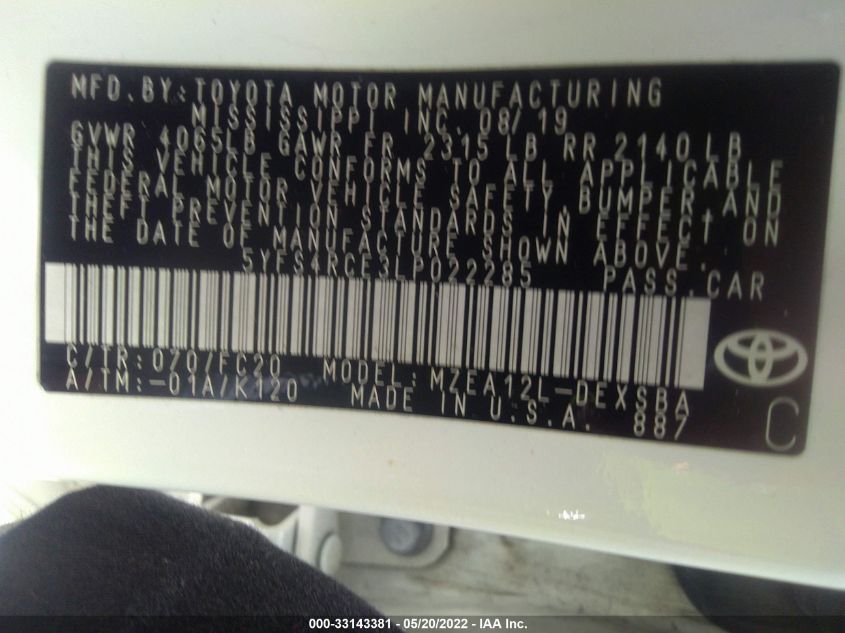 MFD. BY: TOYOTA MOTOR MANUFACTURING
MISSISSIPPI INC. 08/19
GVWR 4065LB GAWR FR 2315 LB RR 2140 LB
THIS VEHICLE CONFORMS TO ALL APPLICABLE
FEDERAL MOTOR VEHICLE SAFETY, BUMPER, AND
THEFT PREVENTION STANDARDS IN EFFECT ON
THE DATE OF MANUFACTURE SHOWN ABOVE.
5YFS4RCE3LP022285 PASS. CAR
C/TR: 070/FC20 MODEL: MZEA12L-DEXSBA
A/TM: -01A/K120 MADE IN U.S.A. 887
C
000-33143381 - 05/20/2022 - IAA Inc.